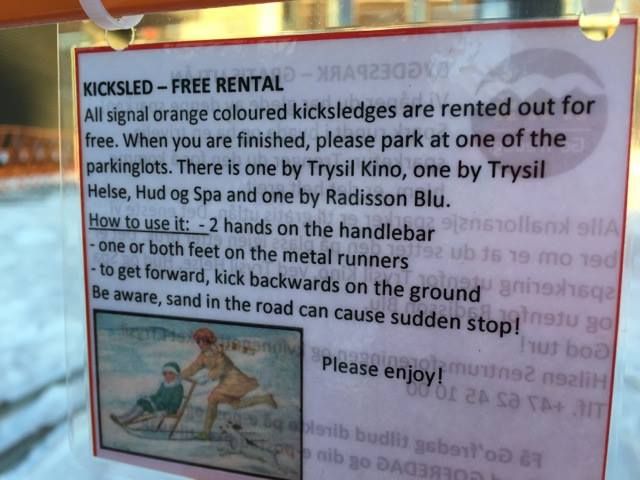 KICKSLED – FREE RENTAL
All signal orange coloured kicksledges are rented out for
free. When you are finished, please park at one of the
parkinglots. There is one by Trysil Kino, one by Trysil
Helse, Hud og Spa and one by Radisson Blu.
How to use it: - 2 hands on the handlebar
- one or both feet on the metal runners
- to get forward, kick backwards on the ground
Be aware, sand in the road can cause sudden stop!
Please enjoy!